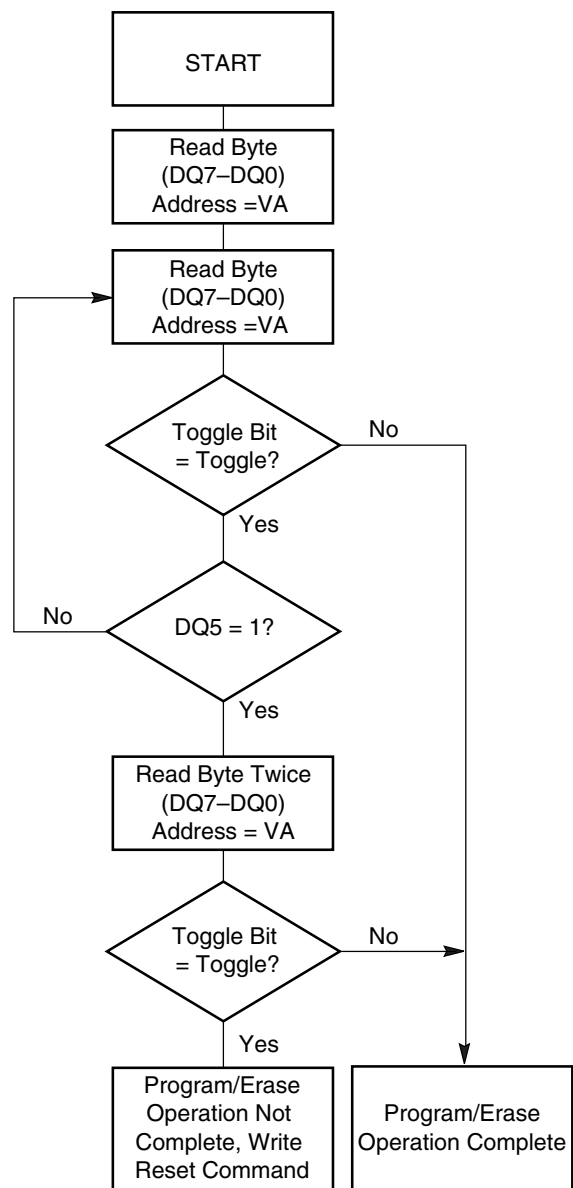 START
Read Byte
(DQ7–DQ0)
Address =VA
Read Byte
(DQ7–DQ0)
Address =VA
Toggle Bit
= Toggle?
No
Yes
No
DQ5 = 1?
Yes
Read Byte Twice
(DQ7–DQ0)
Address = VA
Toggle Bit
= Toggle?
No
Yes
Program/Erase
Operation Not
Complete, Write
Reset Command
Program/Erase
Operation Complete